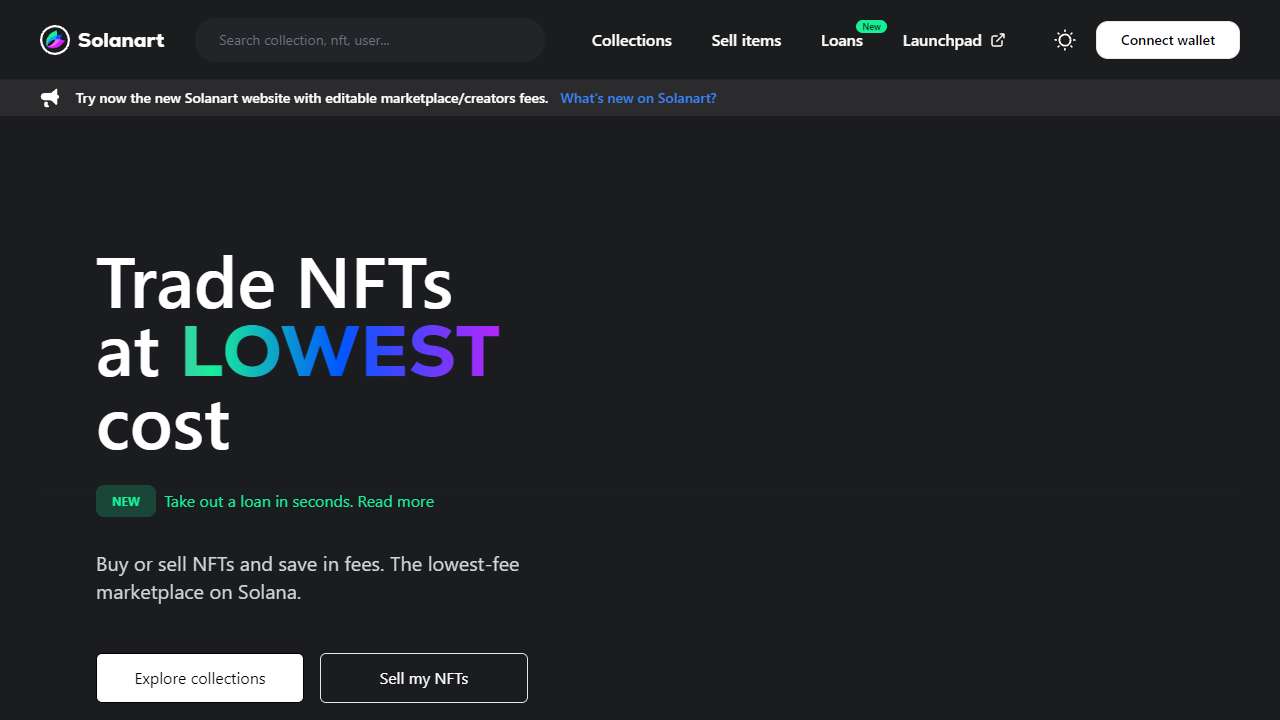 Solanart
Search collection, nft, user...
Collections
Sell items
Loans
New
Launchpad
Connect wallet
Try now the new Solanart website with editable marketplace/creators fees. What's new on Solanart?
Trade NFTs
at LOWEST
cost
NEW Take out a loan in seconds. Read more
Buy or sell NFTs and save in fees. The lowest-fee
marketplace on Solana.
Explore collections
Sell my NFTs